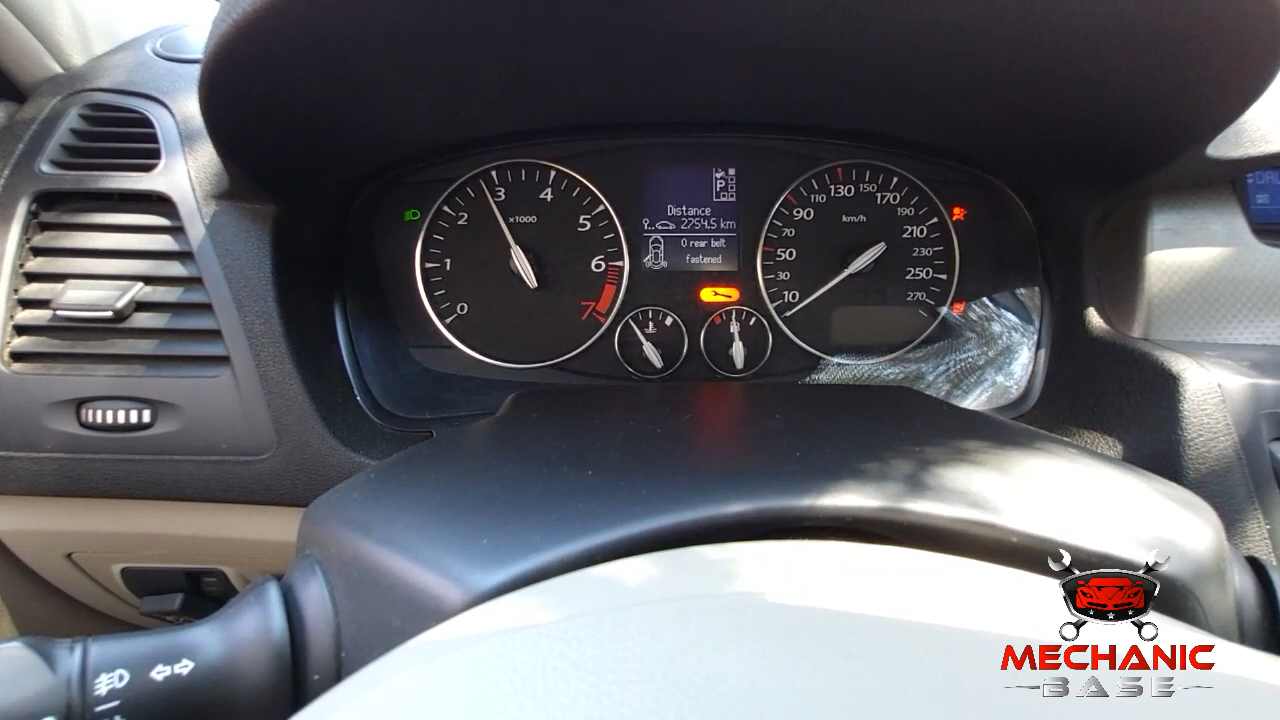 0
1
2
3
4
5
6
7
x1000
P
Distance
2754.5 km
0 rear belt
fastened
10
30
50
70
90
110
130
150
170
190
210
230
250
270
km/h
MECHANIC
BASE